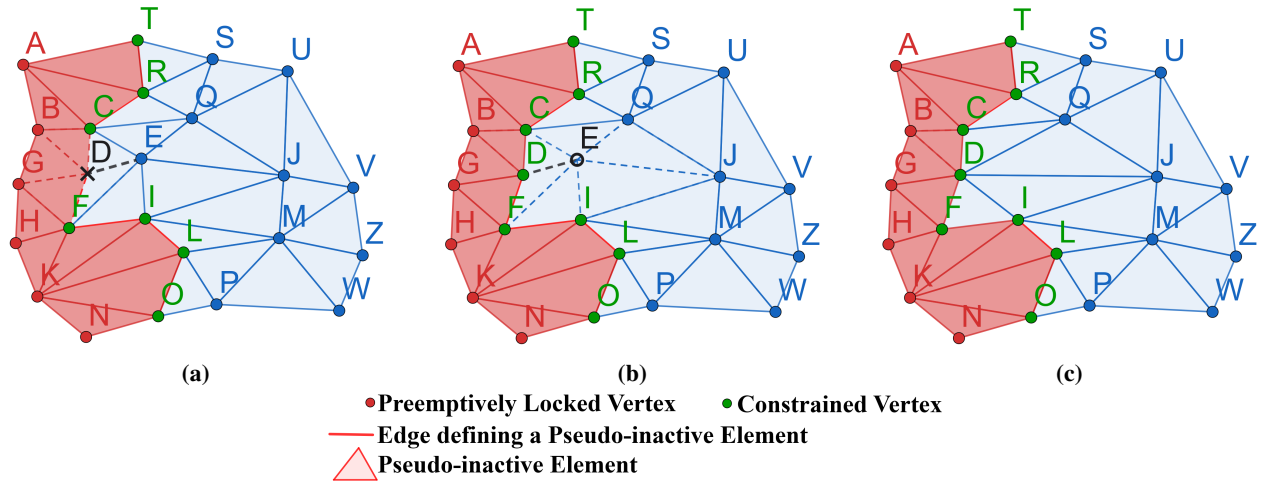 T
S
U
A
R
Q
B
C
E
D
J
G
V
F
I
H
M
L
Z
K
P
W
O
N
(a)
T
S
U
A
R
Q
B
C
E
D
J
G
V
F
I
H
M
L
Z
K
P
W
O
N
(b)
T
S
U
A
R
Q
B
C
D
J
G
V
F
I
H
M
L
Z
K
P
W
O
N
(c)
Preemptively Locked Vertex
Constrained Vertex
Edge defining a Pseudo-inactive Element
Pseudo-inactive Element